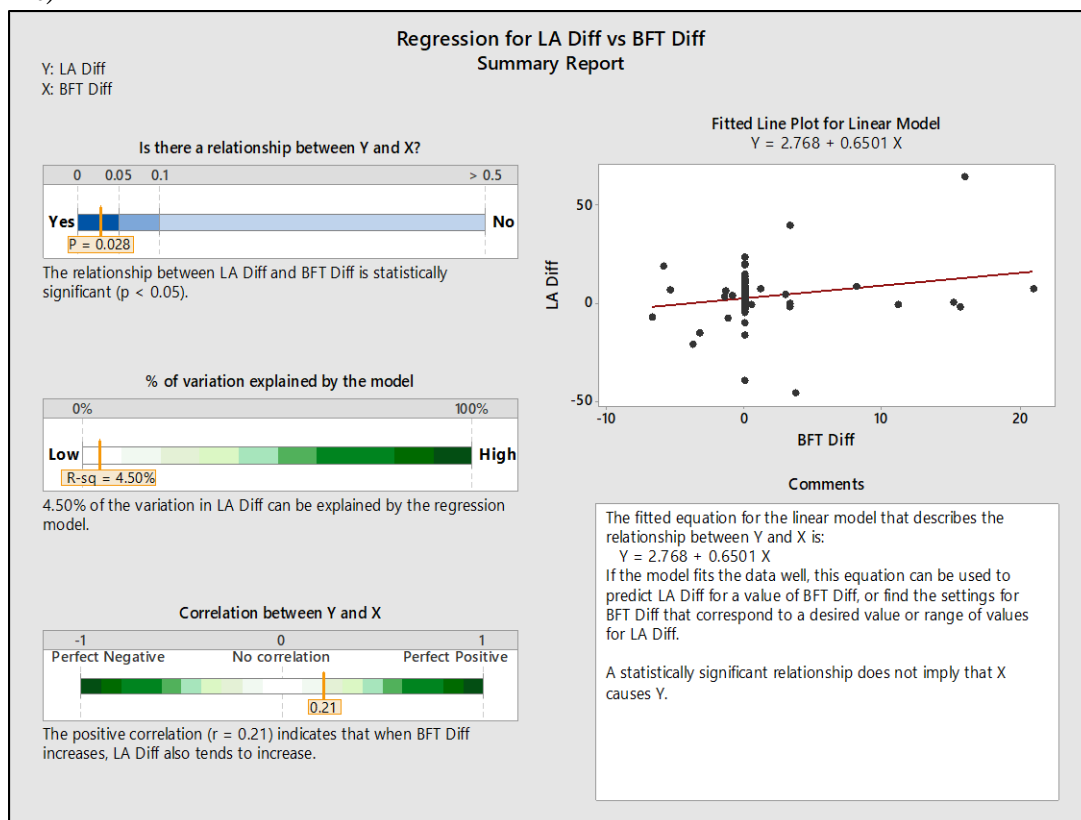 Regression for LA Diff vs BFT Diff
Summary Report
Y: LA Diff
X: BFT Diff
Is there a relationship between Y and X?
0 0.05 0.1 > 0.5
Yes No
P = 0.028
The relationship between LA Diff and BFT Diff is statistically
significant (p < 0.05).
% of variation explained by the model
0% 100%
Low High
R-sq = 4.50%
4.50% of the variation in LA Diff can be explained by the regression
model.
Correlation between Y and X
-1 0 1
Perfect Negative No correlation Perfect Positive
0.21
The positive correlation (r = 0.21) indicates that when BFT Diff
increases, LA Diff also tends to increase.
Fitted Line Plot for Linear Model
Y = 2.768 + 0.6501 X
50
0
-50
LA Diff
-10 0 10 20
BFT Diff
Comments
The fitted equation for the linear model that describes the
relationship between Y and X is:
Y = 2.768 + 0.6501 X
If the model fits the data well, this equation can be used to
predict LA Diff for a value of BFT Diff, or find the settings for
BFT Diff that correspond to a desired value or range of values
for LA Diff.
A statistically significant relationship does not imply that X
causes Y.